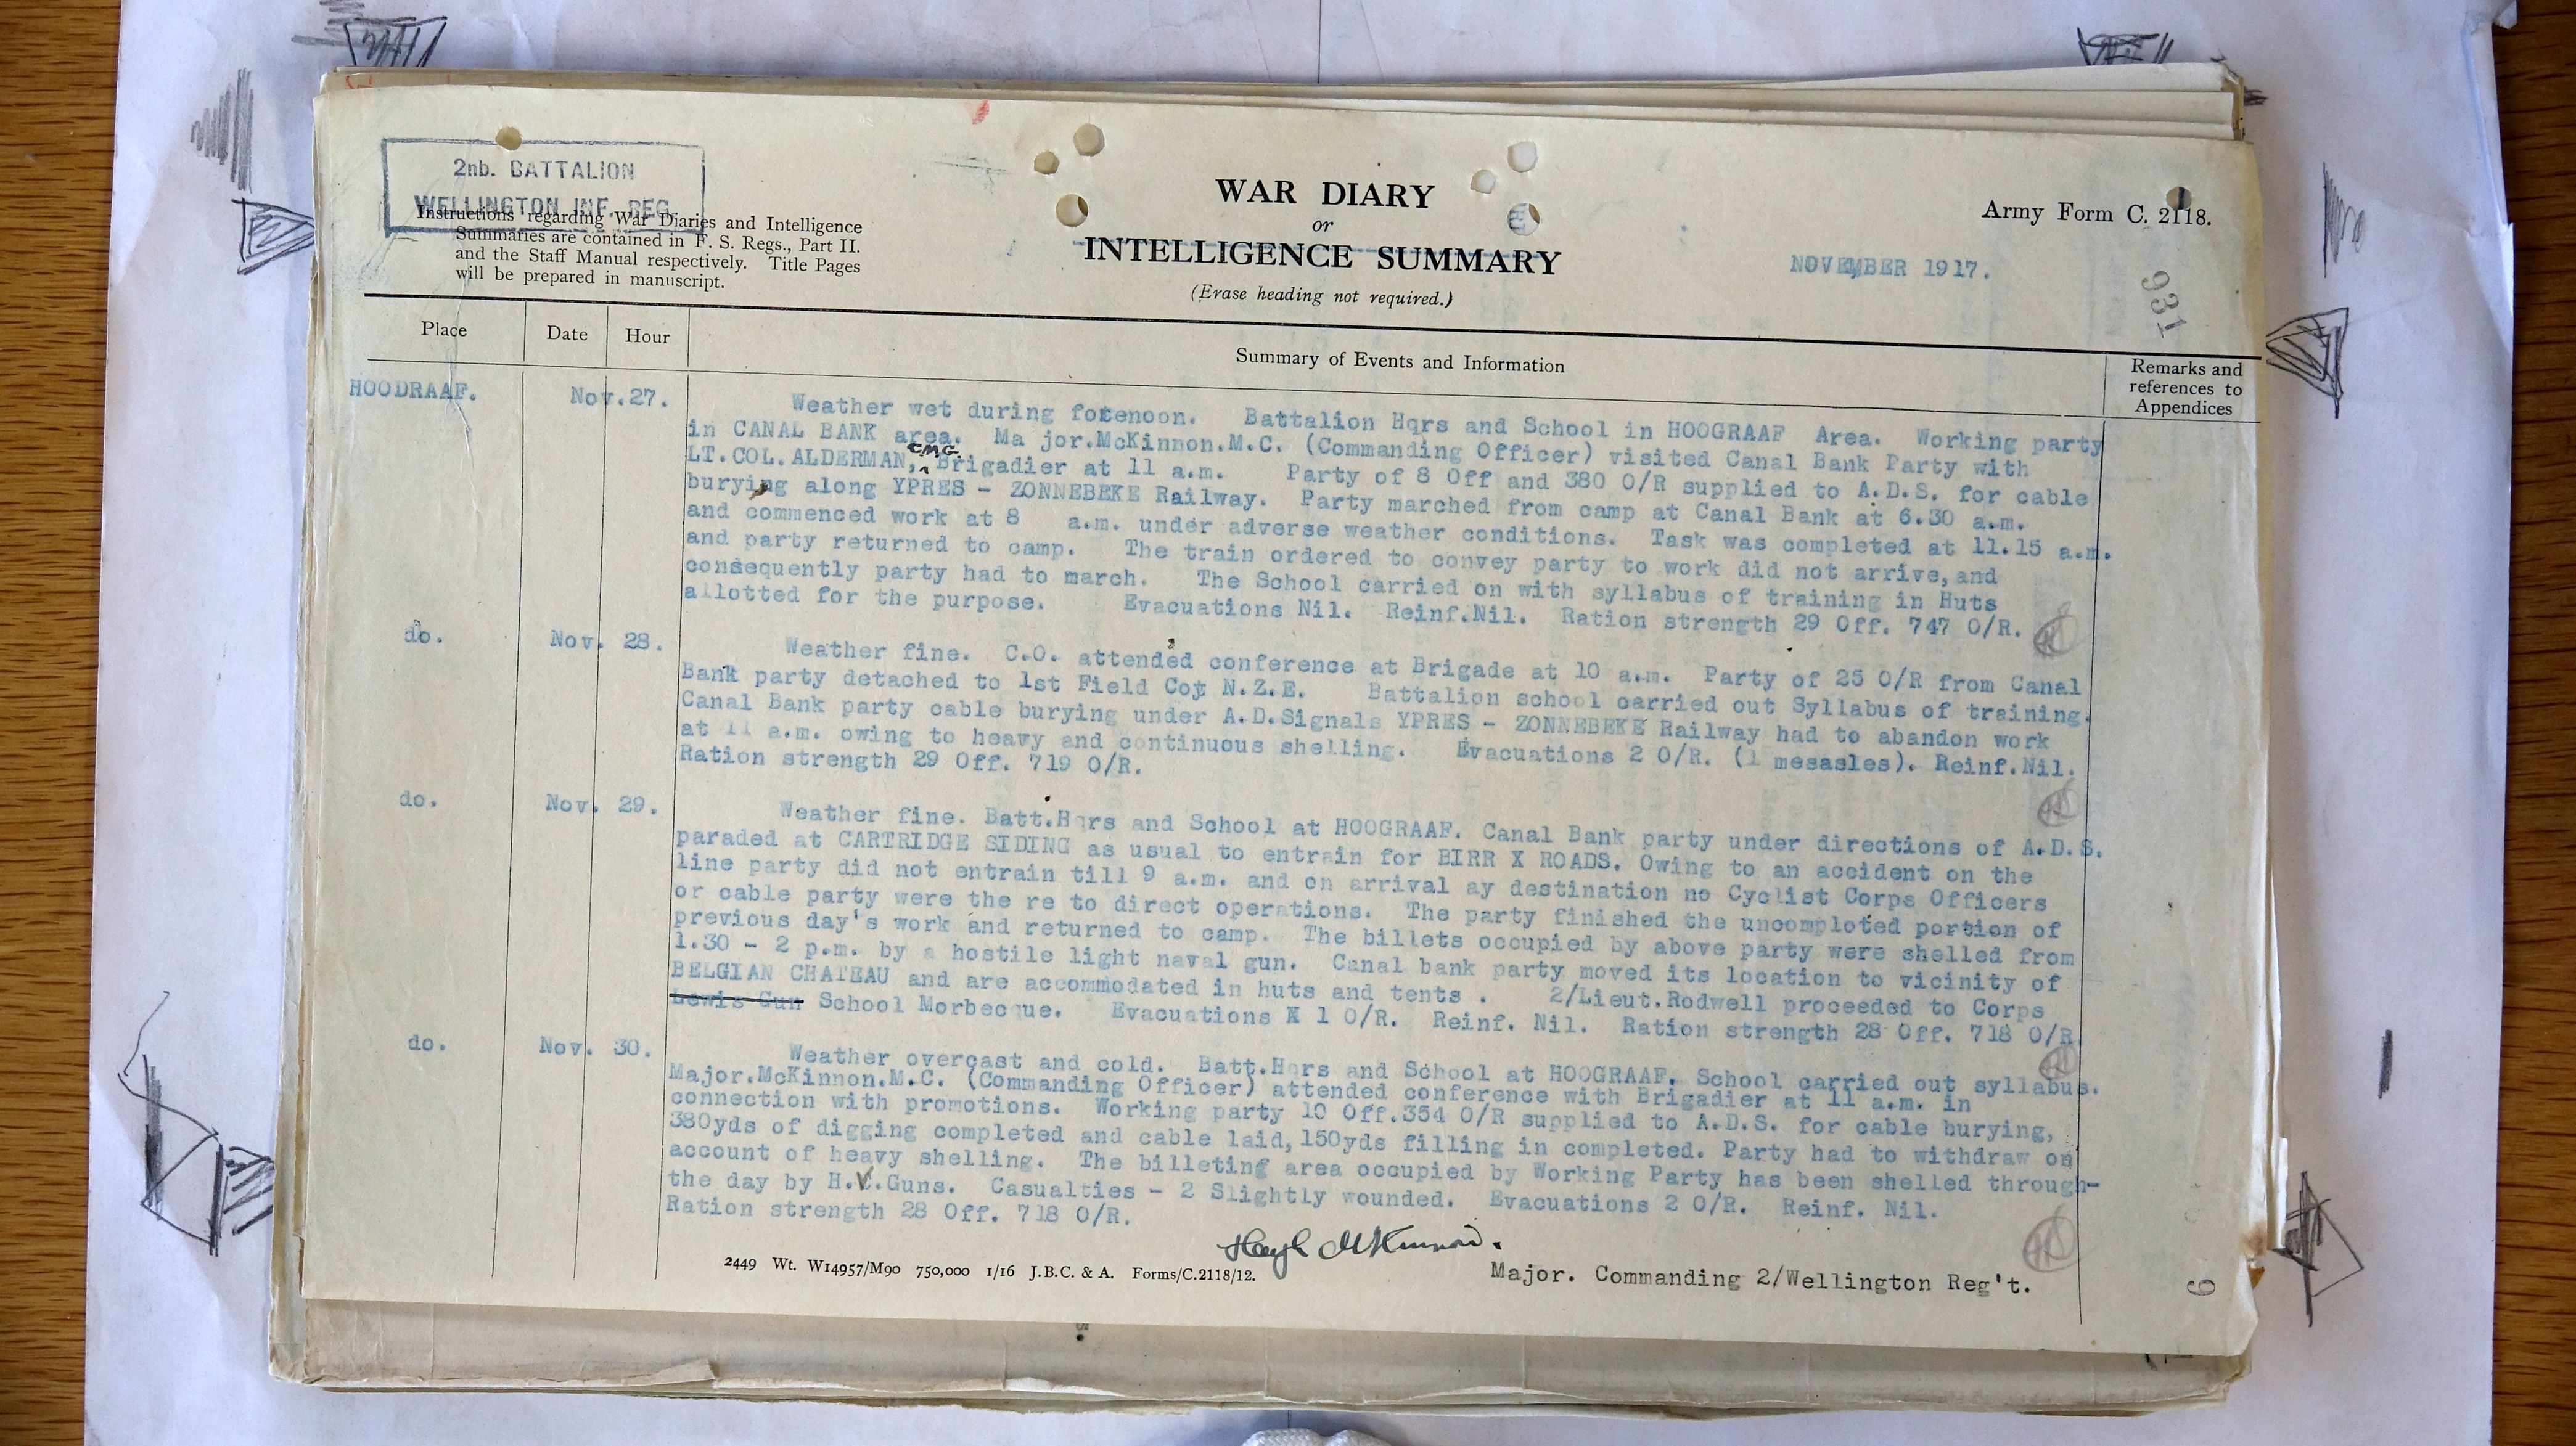 2nb. BATTALION
WELLINGTON INF. REG.
Instructions regarding War Diaries and Intelligence
Summaries are contained in F. S. Regs., Part II.
and the Staff Manual respectively. Title Pages
will be prepared in manuscript.
WAR DIARY
or
INTELLIGENCE SUMMARY
(Erase heading not required.)
Army Form C. 2118.
NOVEMBER 1917.
931
Place Date Hour Summary of Events and Information Remarks and references to Appendices
HOODRAAF. Nov.27. Weather wet during forenoon. Battalion Hqrs and School in HOOGRAAF Area. Working party
in CANAL BANK area. Ma jor.McKinnon.M.C. (Commanding Officer) visited Canal Bank Party with
LT.COL.ALDERMAN, C.M.G. Brigadier at 11 a.m. Party of 8 Off and 380 O/R supplied to A.D.S. for cable
burying along YPRES - ZONNEBEKE Railway. Party marched from camp at Canal Bank at 6.30 a.m.
and commenced work at 8 a.m. under adverse weather conditions. Task was completed at 11.15 a.m.
and party returned to camp. The train ordered to convey party to work did not arrive,and
consequently party had to march. The School carried on with syllabus of training in Huts
allotted for the purpose. Evacuations Nil. Reinf.Nil. Ration strength 29 Off. 747 O/R.
do. Nov. 28. Weather fine. C.O. attended conference at Brigade at 10 a.m. Party of 25 O/R from Canal
Bank party detached to 1st Field Coy N.Z.E. Battalion school carried out Syllabus of training.
Canal Bank party cable burying under A.D.Signals YPRES - ZONNEBEKE Railway had to abandon work
at 11 a.m. owing to heavy and continuous shelling. Evacuations 2 O/R. (1 mesasles). Reinf.Nil.
Ration strength 29 Off. 719 O/R.
do. Nov. 29. Weather fine. Batt.Hqrs and School at HOOGRAAF. Canal Bank party under directions of A.D.S.
paraded at CARTRIDGE SIDING as usual to entrain for BIRR X ROADS. Owing to an accident on the
line party did not entrain till 9 a.m. and on arrival ay destination no Cyclist Corps Officers
or cable party were the re to direct operations. The party finished the uncomploted portion of
previous day's work and returned to camp. The billets occupied by above party were shelled from
1.30 - 2 p.m. by a hostile light naval gun. Canal bank party moved its location to vicinity of
BELGIAN CHATEAU and are accommodated in huts and tents . 2/Lieut.Rodwell proceeded to Corps
Lewis Gun School Morbecque. Evacuations X 1 O/R. Reinf. Nil. Ration strength 28 Off. 718 O/R
do. Nov. 30. Weather overcast and cold. Batt.Hqrs and School at HOOGRAAF. School carried out syllabus.
Major.McKinnon.M.C. (Commanding Officer) attended conference with Brigadier at 11 a.m. in
connection with promotions. Working party 10 Off.354 O/R supplied to A.D.S. for cable burying,
380yds of digging completed and cable laid,150yds filling in completed. Party had to withdraw on
account of heavy shelling. The billeting area occupied by Working Party has been shelled through-
the day by H.V.Guns. Casualties - 2 Slightly wounded. Evacuations 2 O/R. Reinf. Nil.
Ration strength 28 Off. 718 O/R.
Hugh McKinnon.
2449 Wt. W14957/M90 750,000 1/16 J.B.C. & A. Forms/C.2118/12.
Major. Commanding 2/Wellington Reg't.